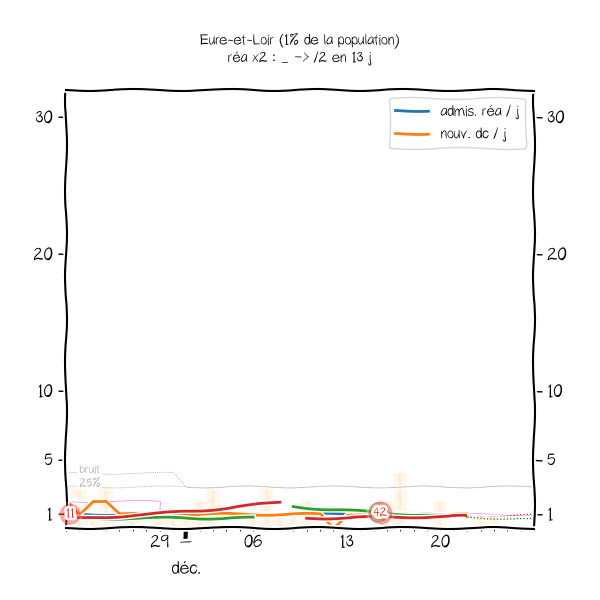 Eure-et-Loir (1% de la population)
réa x2 : _ -> /2 en 13 j
admis. réa / j
nouv. dc / j
30 30
20 20
10 10
5 5
bruit
25%
1 11 42 1
29 06 13 20
déc.